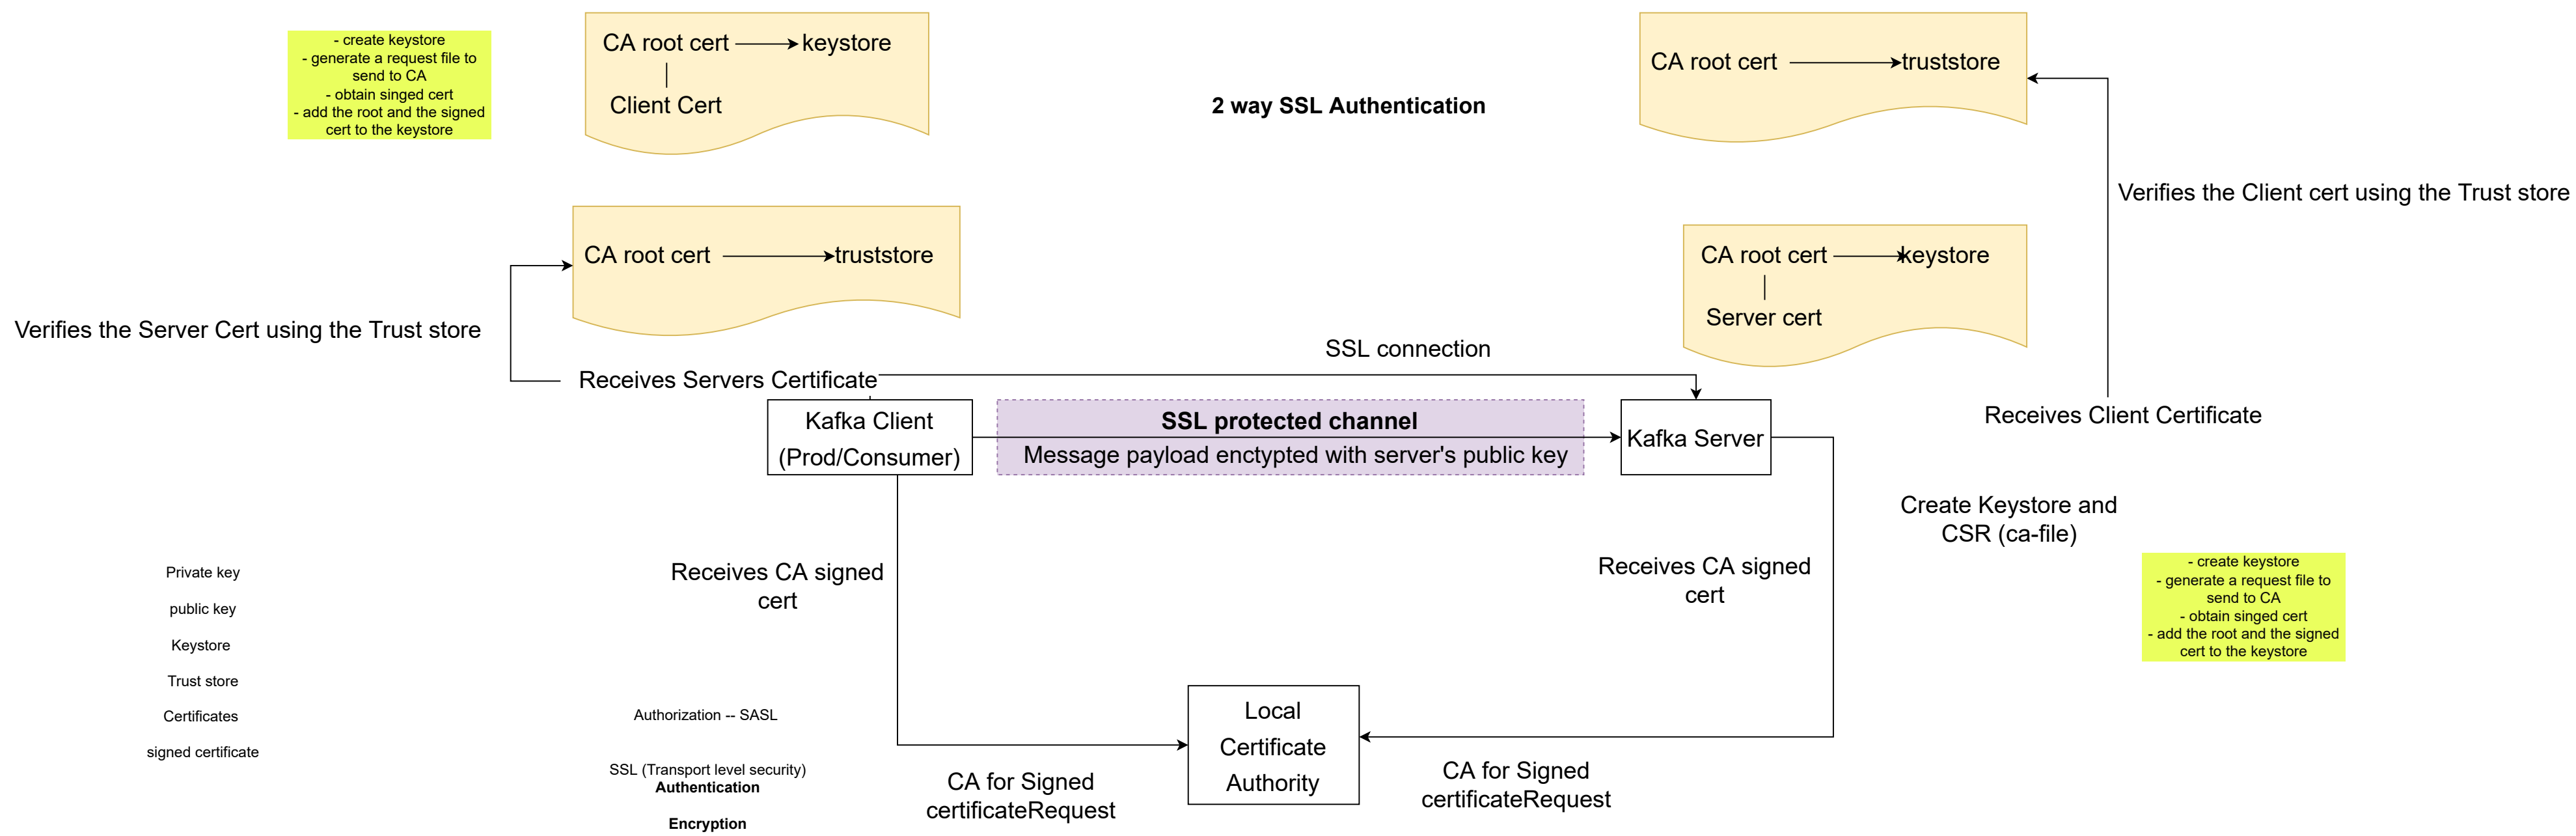 - create keystore
- generate a request file to
send to CA
- obtain singed cert
- add the root and the signed
cert to the keystore
CA root cert
keystore
Client Cert
2 way SSL Authentication
CA root cert
truststore
Verifies the Client cert using the Trust store
CA root cert
truststore
CA root cert
keystore
Server cert
Verifies the Server Cert using the Trust store
SSL connection
Receives Servers Certificate
Receives Client Certificate
Kafka Client
(Prod/Consumer)
SSL protected channel
Message payload enctypted with server's public key
Kafka Server
Create Keystore and
CSR (ca-file)
Receives CA signed
cert
Receives CA signed
cert
- create keystore
- generate a request file to
send to CA
- obtain singed cert
- add the root and the signed
cert to the keystore
Private key
public key
Keystore
Trust store
Certificates
signed certificate
Authorization -- SASL
SSL (Transport level security)
Authentication
Encryption
Local
Certificate
Authority
CA for Signed
certificateRequest
CA for Signed
certificateRequest